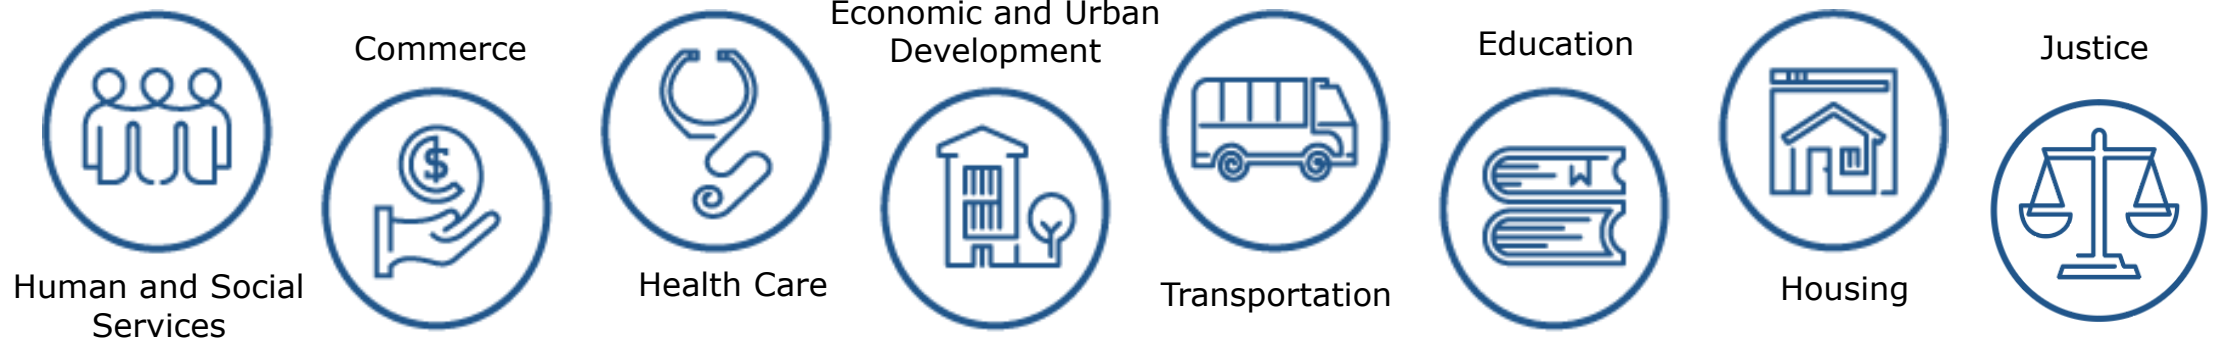 Human and Social
Services
Commerce
$
Health Care
Economic and Urban
Development
Transportation
Education
Housing
Justice